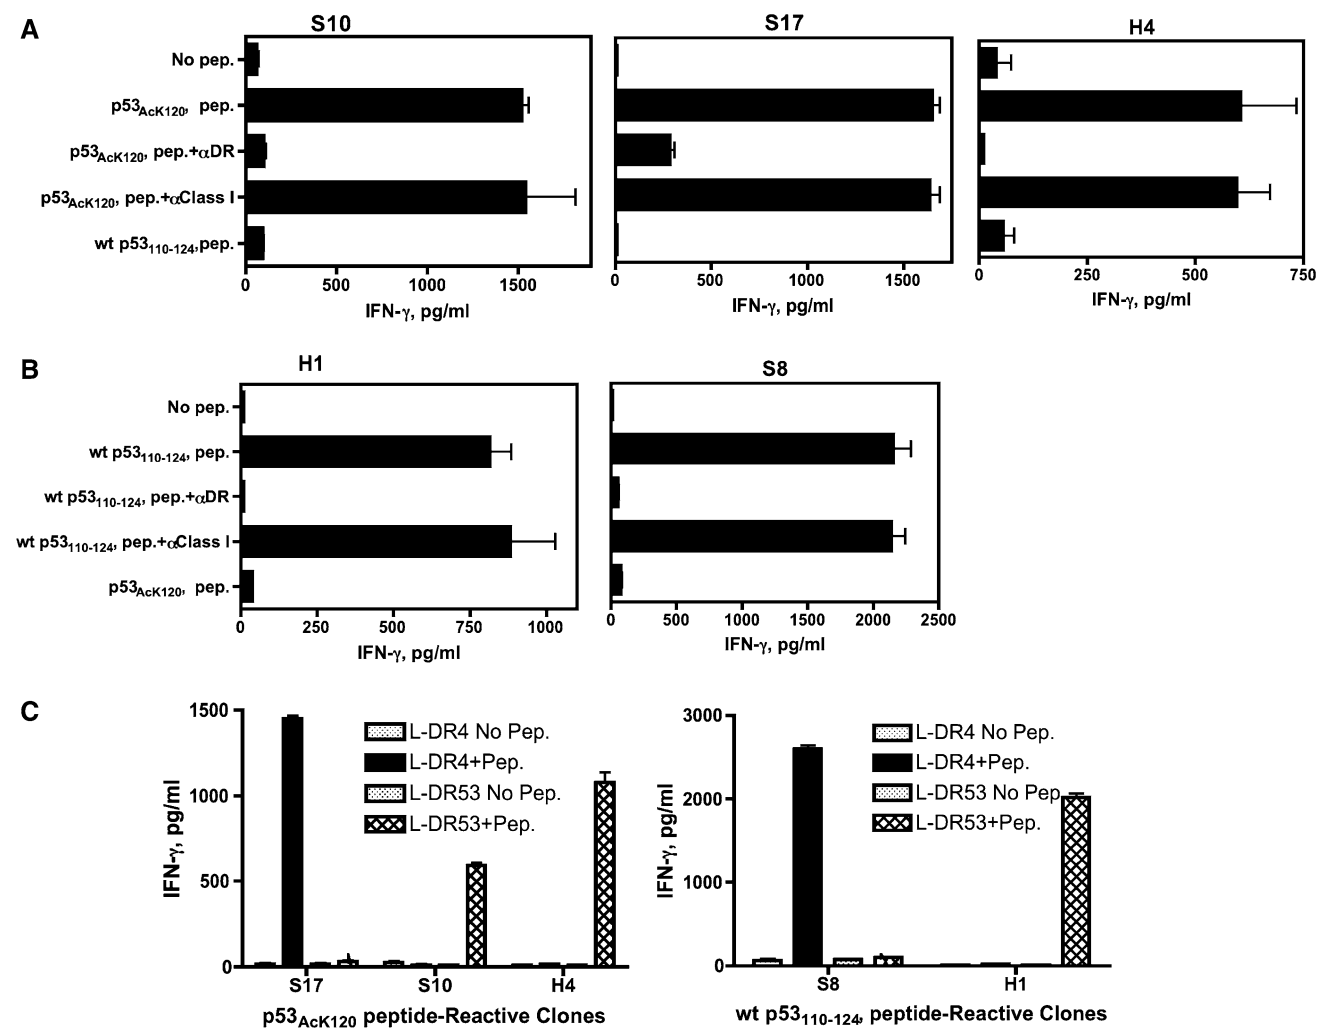 A
S10
S17
H4
No pep.
p53AcK120, pep.
p53AcK120, pep.+αDR
p53AcK120, pep.+αClass I
wt p53110-124,pep.
0 500 1000 1500
0 500 1000 1500
0 250 500 750
IFN-γ, pg/ml
IFN-γ, pg/ml
IFN-γ, pg/ml
B
H1
S8
No pep.
wt p53110-124, pep.
wt p53110-124, pep.+αDR
wt p53110-124, pep.+αClass I
p53AcK120, pep.
0 250 500 750 1000
0 500 1000 1500 2000 2500
IFN-γ, pg/ml
IFN-γ, pg/ml
C
IFN-γ, pg/ml
1500
1000
500
0
L-DR4 No Pep.
L-DR4+Pep.
L-DR53 No Pep.
L-DR53+Pep.
S17 S10 H4
p53AcK120 peptide-Reactive Clones
IFN-γ, pg/ml
3000
2000
1000
0
L-DR4 No Pep.
L-DR4+Pep.
L-DR53 No Pep.
L-DR53+Pep.
S8 H1
wt p53110-124, peptide-Reactive Clones